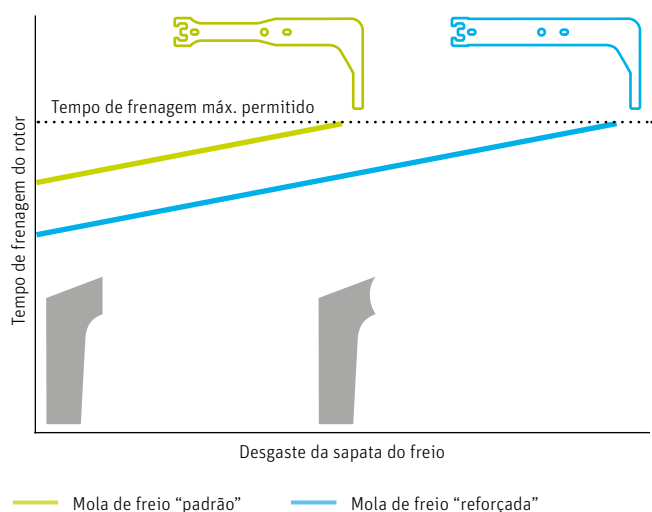 Tempo de frenagem máx. permitido
Tempo de frenagem do rotor
Desgaste da sapata do freio
Mola de freio “padrão”
Mola de freio “reforçada”